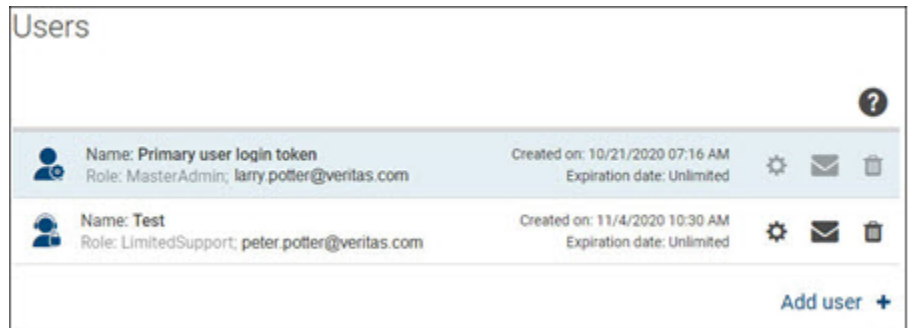 Users
?
Name: Primary user login token
Role: MasterAdmin; larry.potter@veritas.com
Created on: 10/21/2020 07:16 AM
Expiration date: Unlimited
Name: Test
Role: LimitedSupport; peter.potter@veritas.com
Created on: 11/4/2020 10:30 AM
Expiration date: Unlimited
Add user +